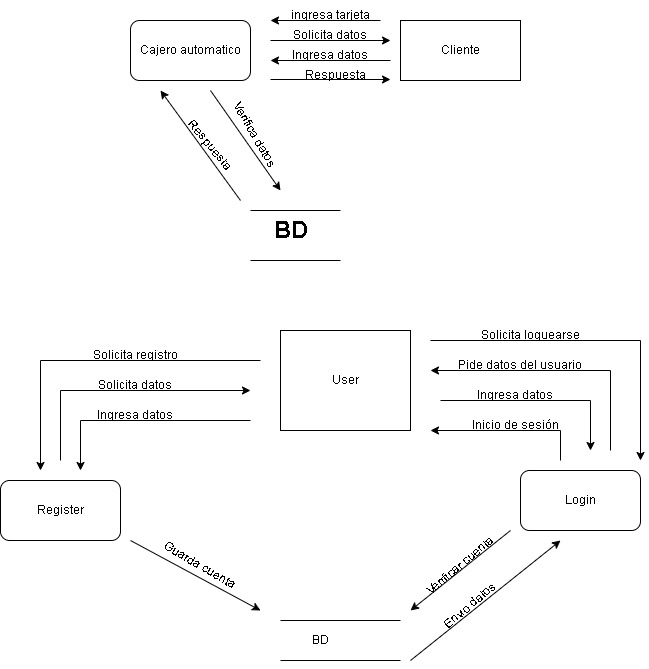 ingresa tarjeta
Solicita datos
Cajero automatico
Ingresa datos
Cliente
Respuesta
Verifica datos
Respuesta
BD
Solicita loguearse
Solicita registro
Pide datos del usuario
User
Solicita datos
Ingresa datos
Ingresa datos
Inicio de sesión
Register
Login
Guarda cuenta
Verificar cuenta
Envo datos
BD